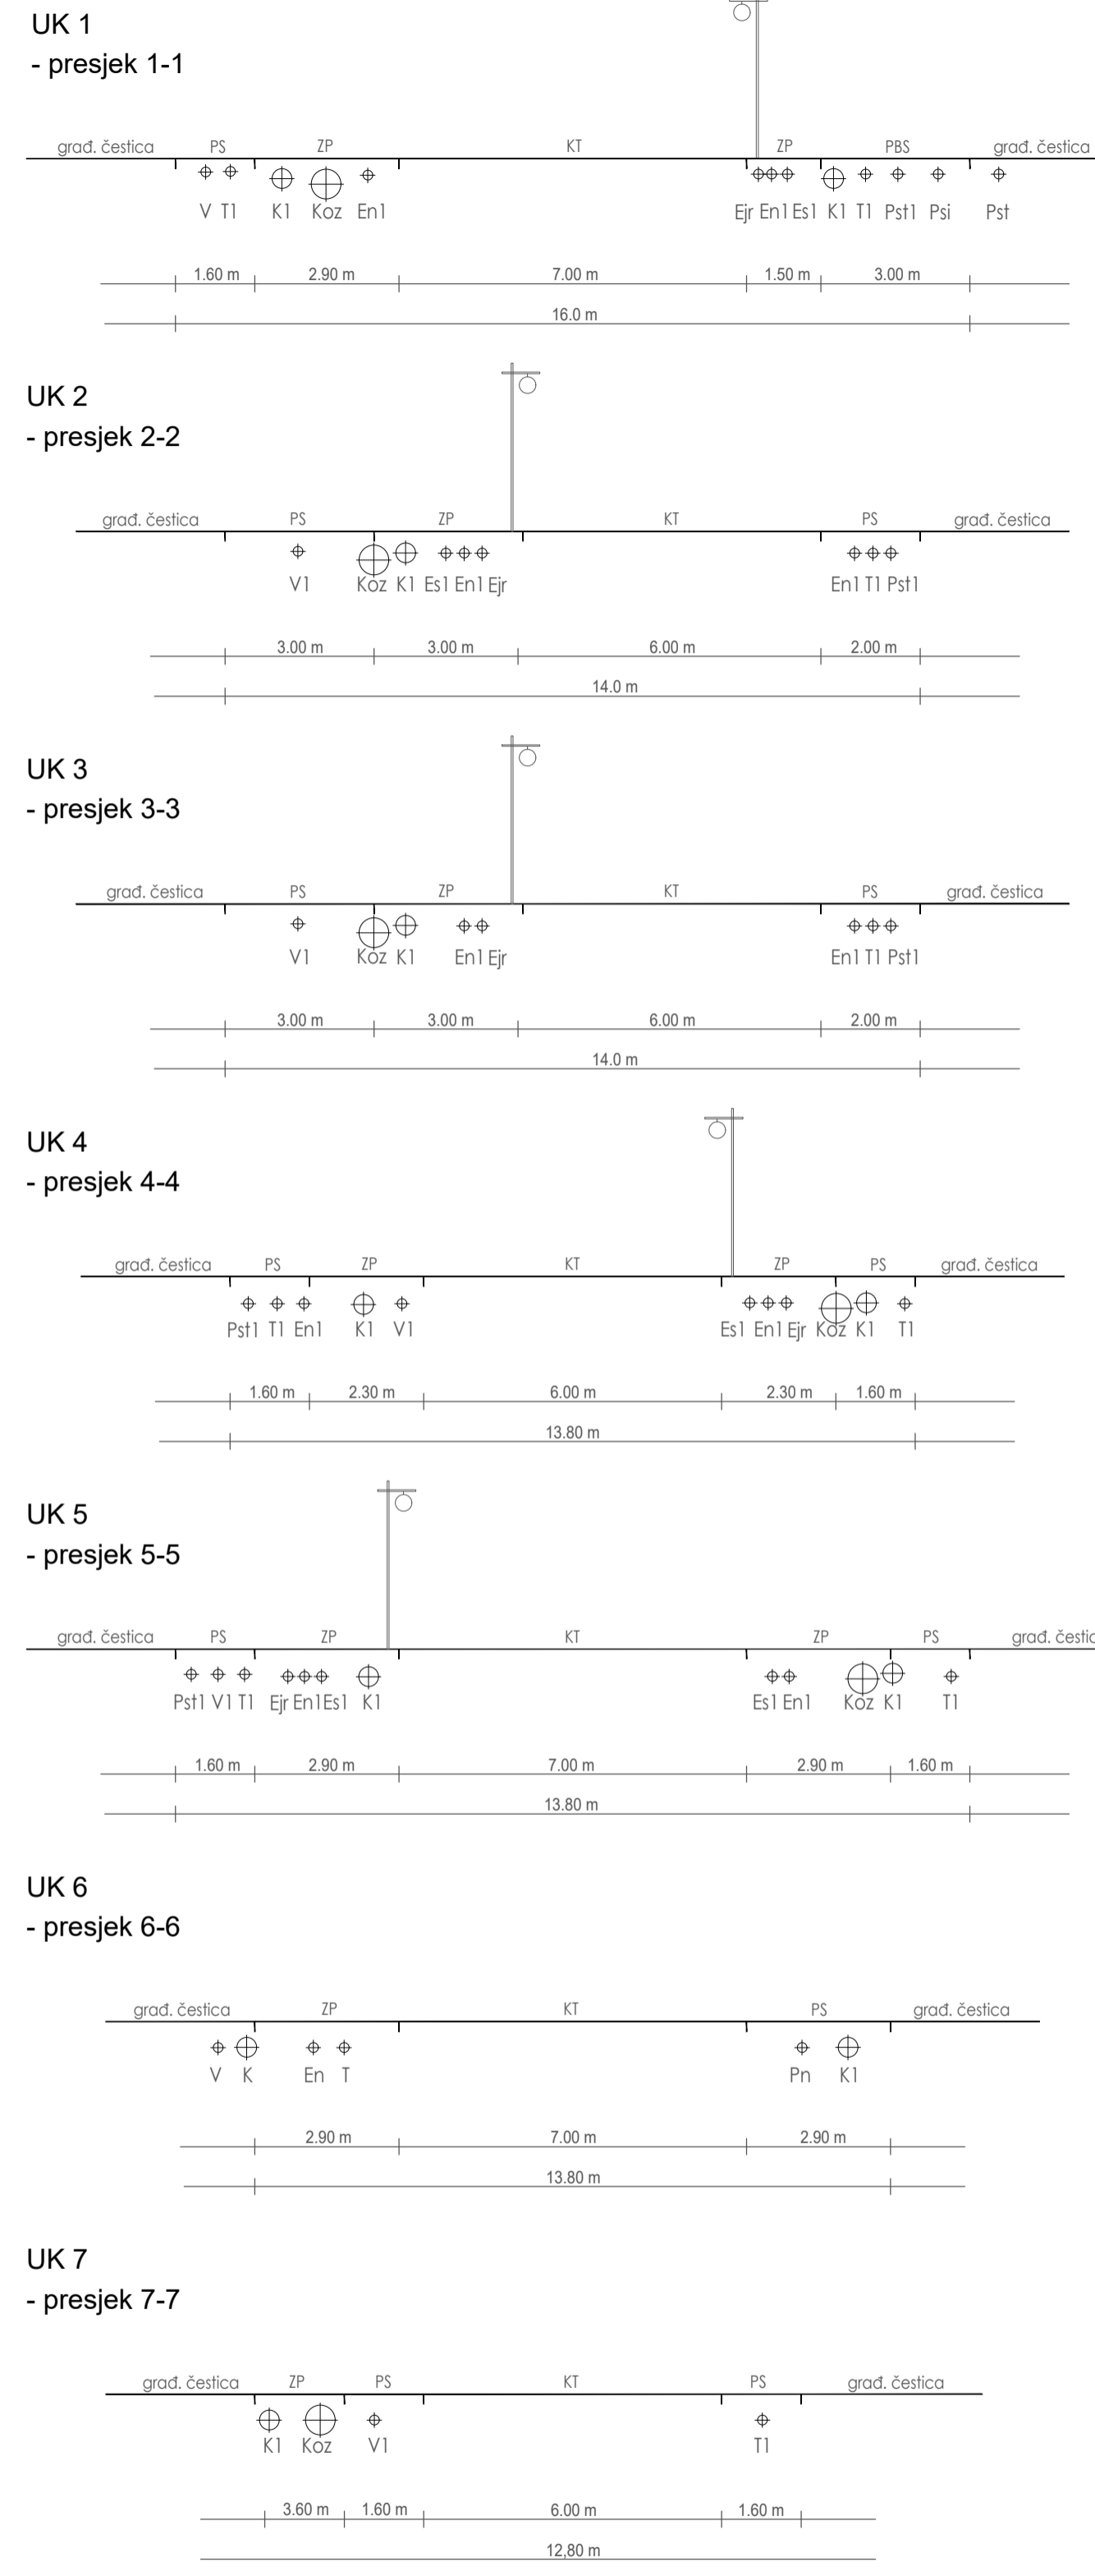 UK 1
- presjek 1-1
građ. čestica PS ZP KT ZP PBS građ. čestica
V T1 K1 Koz En1 Ejr En1 Es1 K1 T1 Pst1 Psi Pst
1.60 m 2.90 m 7.00 m 1.50 m 3.00 m
16.0 m
UK 2
- presjek 2-2
građ. čestica PS ZP KT PS građ. čestica
V1 Koz K1 Es1 En1 Ejr En1 T1 Pst1
3.00 m 3.00 m 6.00 m 2.00 m
14.0 m
UK 3
- presjek 3-3
građ. čestica PS ZP KT PS građ. čestica
V1 Koz K1 En1 Ejr En1 T1 Pst1
3.00 m 3.00 m 6.00 m 2.00 m
14.0 m
UK 4
- presjek 4-4
građ. čestica PS ZP KT ZP PS građ. čestica
Pst1 T1 En1 K1 V1 Es1 En1 Ejr Koz K1 T1
1.60 m 2.30 m 6.00 m 2.30 m 1.60 m
13.80 m
UK 5
- presjek 5-5
građ. čestica PS ZP KT ZP PS građ. čestic
Pst1 V1 T1 Ejr En1 Es1 K1 Es1 En1 Koz K1 T1
1.60 m 2.90 m 7.00 m 2.90 m 1.60 m
13.80 m
UK 6
- presjek 6-6
građ. čestica ZP KT PS građ. čestica
V K En T Pn K1
2.90 m 7.00 m 2.90 m
13.80 m
UK 7
- presjek 7-7
građ. čestica ZP PS KT PS građ. čestica
K1 Koz V1 T1
3.60 m 1.60 m 6.00 m 1.60 m
12,80 m